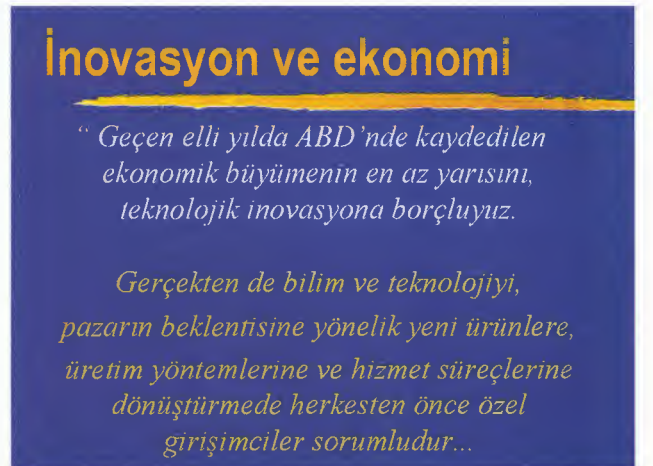 İnovasyon ve ekonomi
“ Geçen elli yılda ABD’nde kaydedilen
ekonomik büyümenin en az yarısını,
teknolojik inovasyona borçluyuz.
Gerçekten de bilim ve teknolojiyi,
pazarın beklentisine yönelik yeni ürünlere,
üretim yöntemlerine ve hizmet süreçlerine
dönüştürmede herkesten önce özel
girişimciler sorumludur...